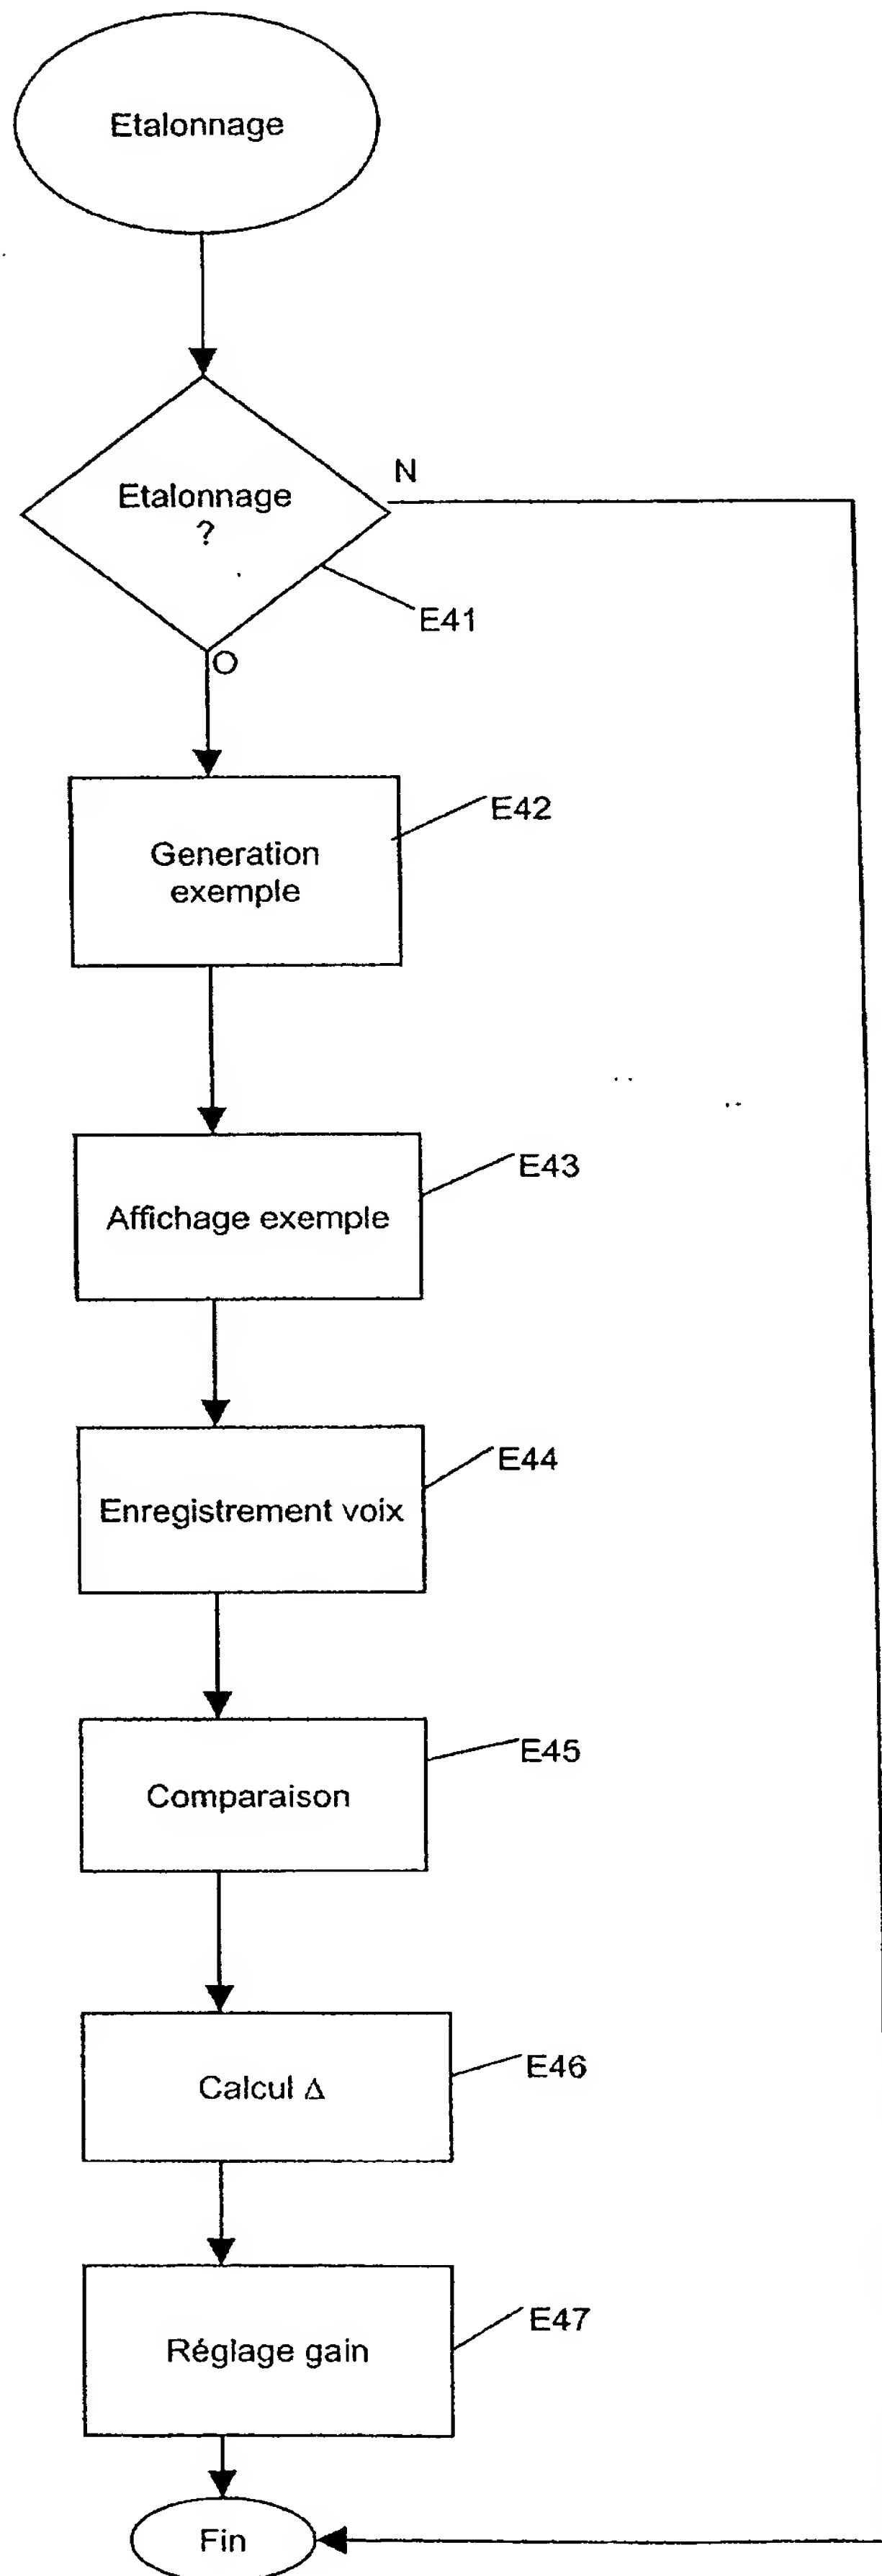 Etalonnage
Etalonnage
?
N
E41
O
E42
Generation
exemple
E43
Affichage exemple
E44
Enregistrement voix
E45
Comparaison
E46
Calcul Δ
E47
Réglage gain
Fin